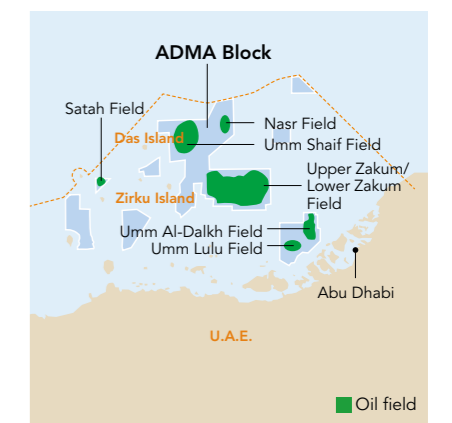 ADMA Block
Satah Field
Nasr Field
Das Island
Umm Shaif Field
Upper Zakum/
Lower Zakum
Field
Zirku Island
Umm Al-Dalkh Field
Umm Lulu Field
Abu Dhabi
U.A.E.
Oil field